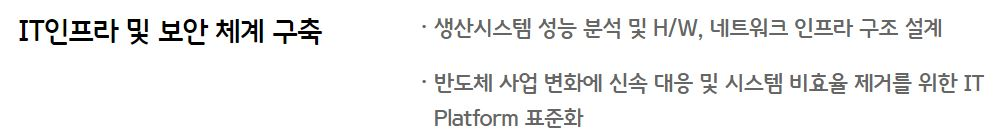 IT인프라 및 보안 체계 구축
· 생산시스템 성능 분석 및 H/W, 네트워크 인프라 구조 설계
· 반도체 사업 변화에 신속 대응 및 시스템 비효율 제거를 위한 IT
Platform 표준화